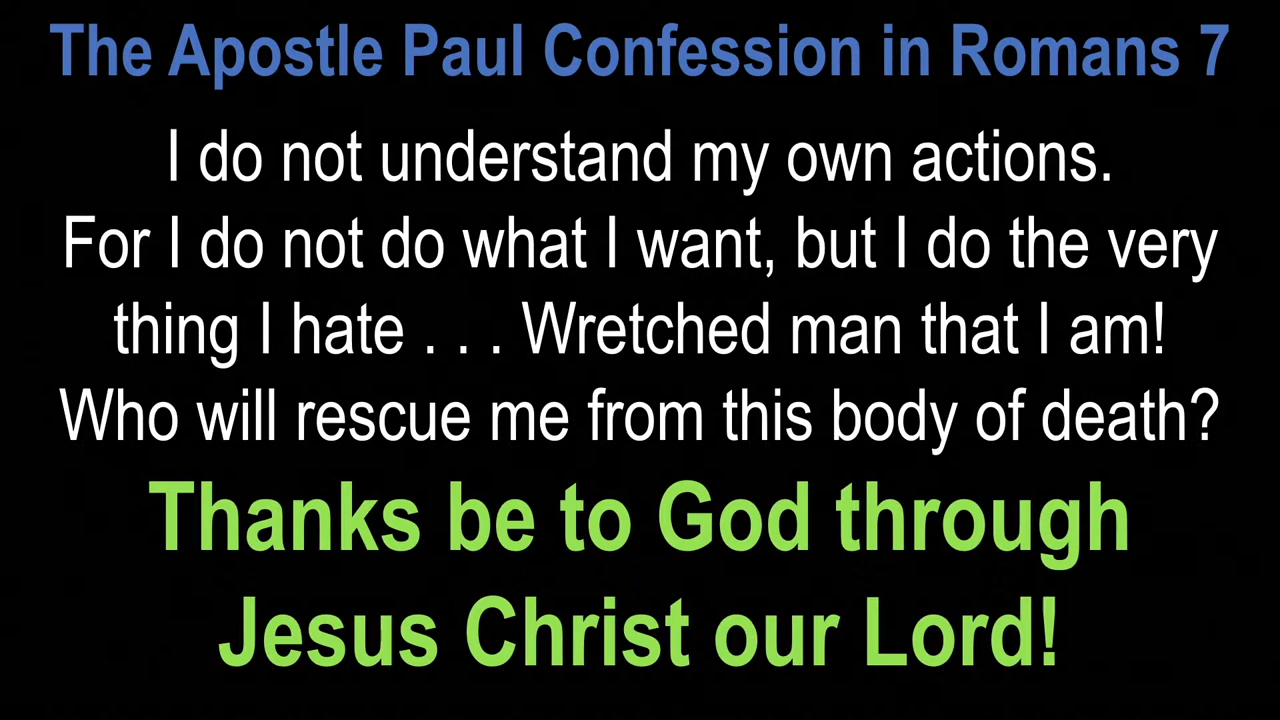 The Apostle Paul Confession in Romans 7
I do not understand my own actions.
For I do not do what I want, but I do the very
thing I hate . . . Wretched man that I am!
Who will rescue me from this body of death?
Thanks be to God through
Jesus Christ our Lord!